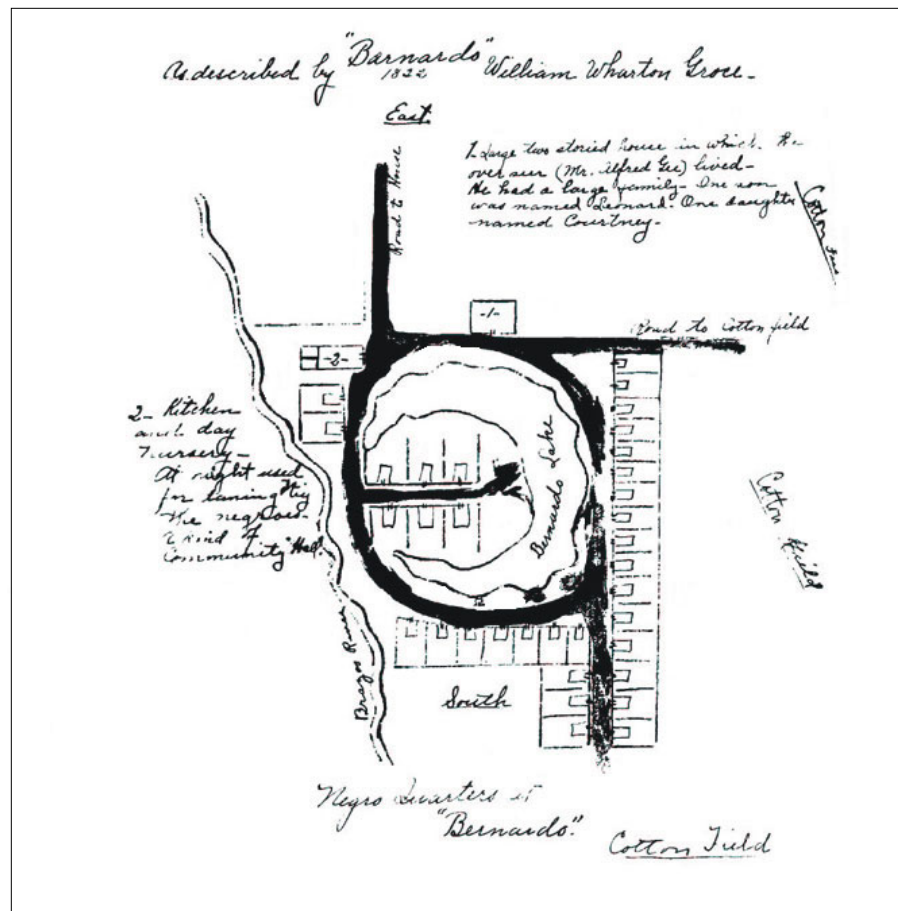 "Bernardo"
As described by William Wharton Groce-
1822
East.
1- Large two storied house in which the
over seer (Mr. Alfred Gee) lived-
He had a large family- One son
was named Leonard. One daughter
named Courtney-
Cotton
Road to House
-1-
Road to Cotton field
-2-
2- Kitchen
and day
nursery-
At night used
for
the negroes-
a kind of
Community Hall.
Bernardo Lake
Cotton Field
Brazos River
South
Negro Quarters at
"Bernardo".
Cotton Field